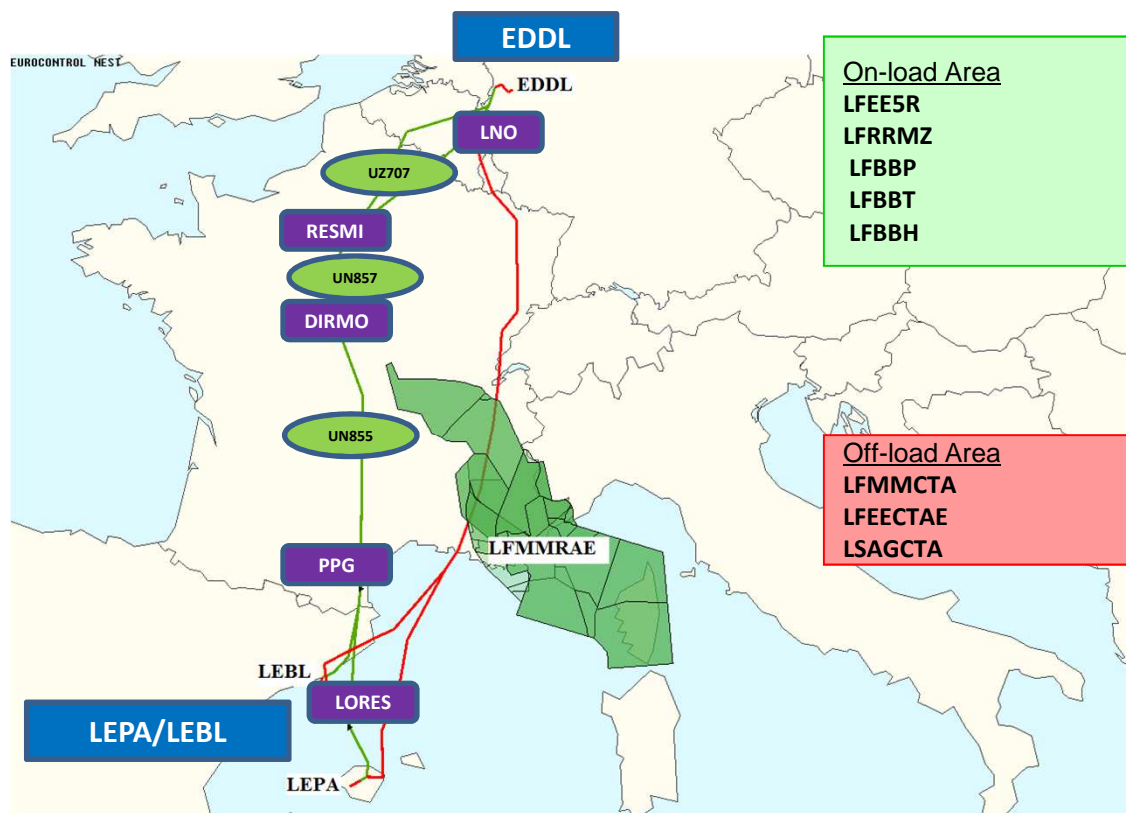 EDDL
EUROCONTROL NEST
EDDL
LNO
UZ707
RESMI
UN857
DIRMO
UN855
LFMMRAE
PPG
LEBL
LORES
LEPA/LEBL
LEPA
On-load Area
LFEE5R
LFRRMZ
LFBBP
LFBBT
LFBBH
Off-load Area
LFMMCTA
LFEECTAE
LSAGCTA